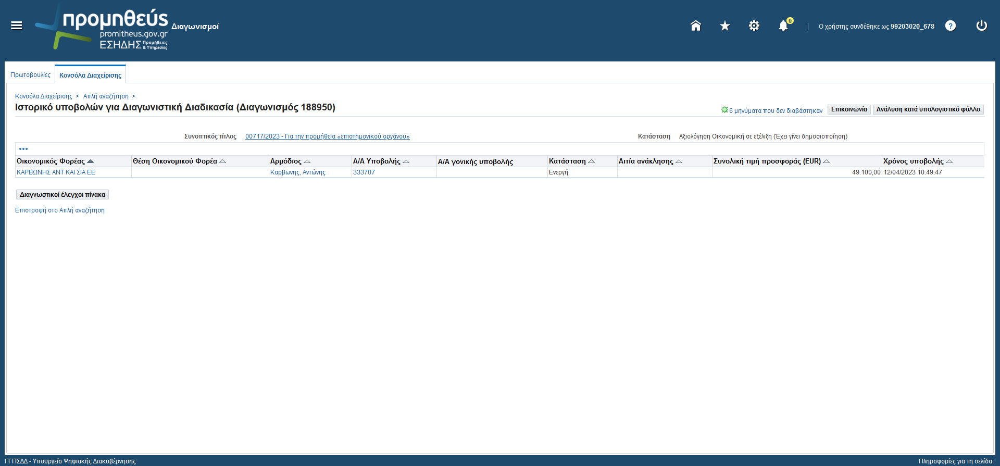 προμηθεύς
promitheus.gov.gr
ΕΣΗΔΗΣ Προμήθειες & Υπηρεσίες
Διαγωνισμοί
0
Ο χρήστης συνδέθηκε ως 99203020_678
?
Πρωτοβουλίες Κονσόλα Διαχείρισης
Κονσόλα Διαχείρισης > Απλή αναζήτηση >
Ιστορικό υποβολών για Διαγωνιστική Διαδικασία (Διαγωνισμός 188950)
6 μηνύματα που δεν διαβάστηκαν Επικοινωνία Ανάλυση κατά υπολογιστικό φύλλο
Συνοπτικός τίτλος 00717/2023 - Για την προμήθεια «επιστημονικού οργάνου» Κατάσταση Αξιολόγηση Οικονομική σε εξέλιξη (Έχει γίνει δημοσιοποίηση)
Οικονομικός Φορέας Θέση Οικονομικού Φορέα Αρμόδιος Α/Α Υποβολής Α/Α γονικής υποβολής Κατάσταση Αιτία ανάκλησης Συνολική τιμή προσφοράς (EUR) Χρόνος υποβολής
ΚΑΡΒΩΝΗΣ ΑΝΤ ΚΑΙ ΣΙΑ ΕΕ Καρβωνης, Αντώνης 333707 Ενεργή 49.100,00 12/04/2023 10:49:47
Διαγνωστικοί έλεγχοι πίνακα
Επιστροφή στο Απλή αναζήτηση
ΓΓΠΣΔΔ - Υπουργείο Ψηφιακής Διακυβέρνησης Πληροφορίες για τη σελίδα